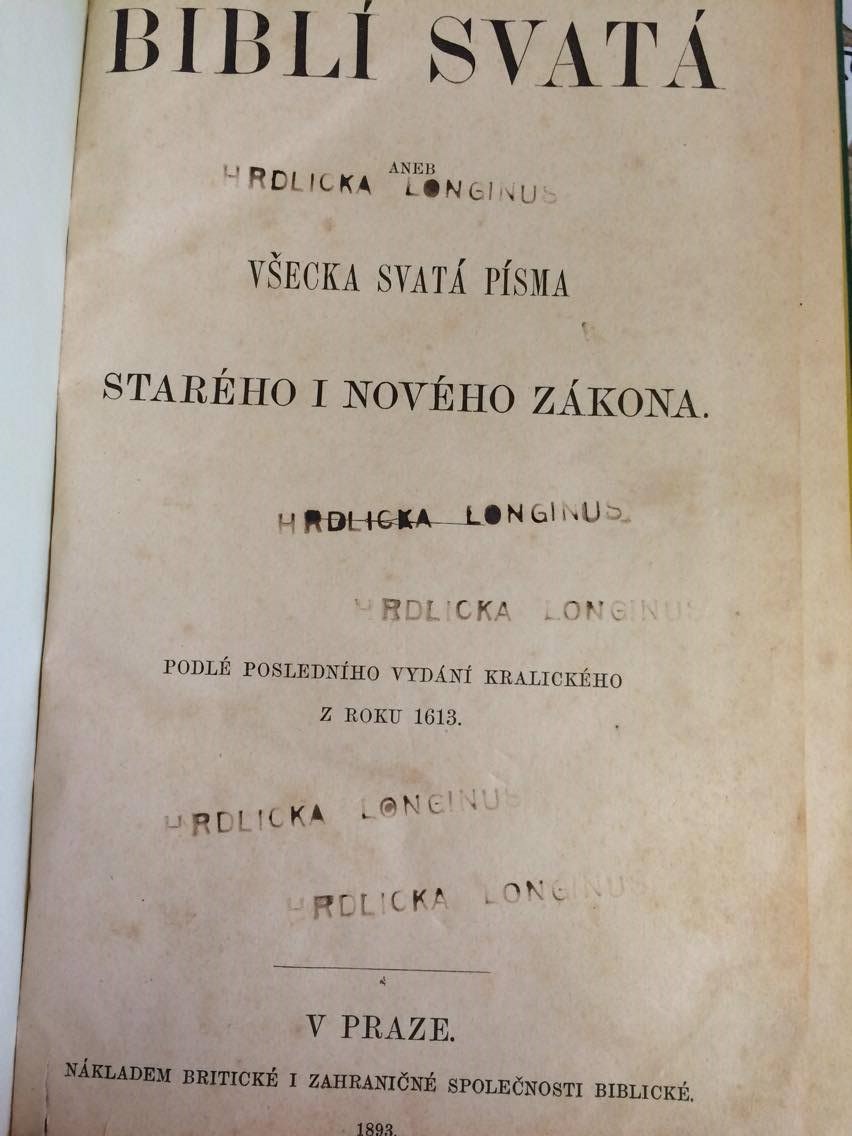 BIBLÍ SVATÁ
ANEB
HRDLICKA LONGINUS
VŠECKA SVATÁ PÍSMA
STARÉHO I NOVÉHO ZÁKONA.
HRDLICKA LONGINUS
HRDLICKA LONGINUS
PODLÉ POSLEDNÍHO VYDÁNÍ KRALICKÉHO
Z ROKU 1613.
HRDLICKA LONGINUS
HRDLICKA LONGINUS
V PRAZE.
NÁKLADEM BRITICKÉ I ZAHRANIČNÉ SPOLEČNOSTI BIBLICKÉ.
1893.